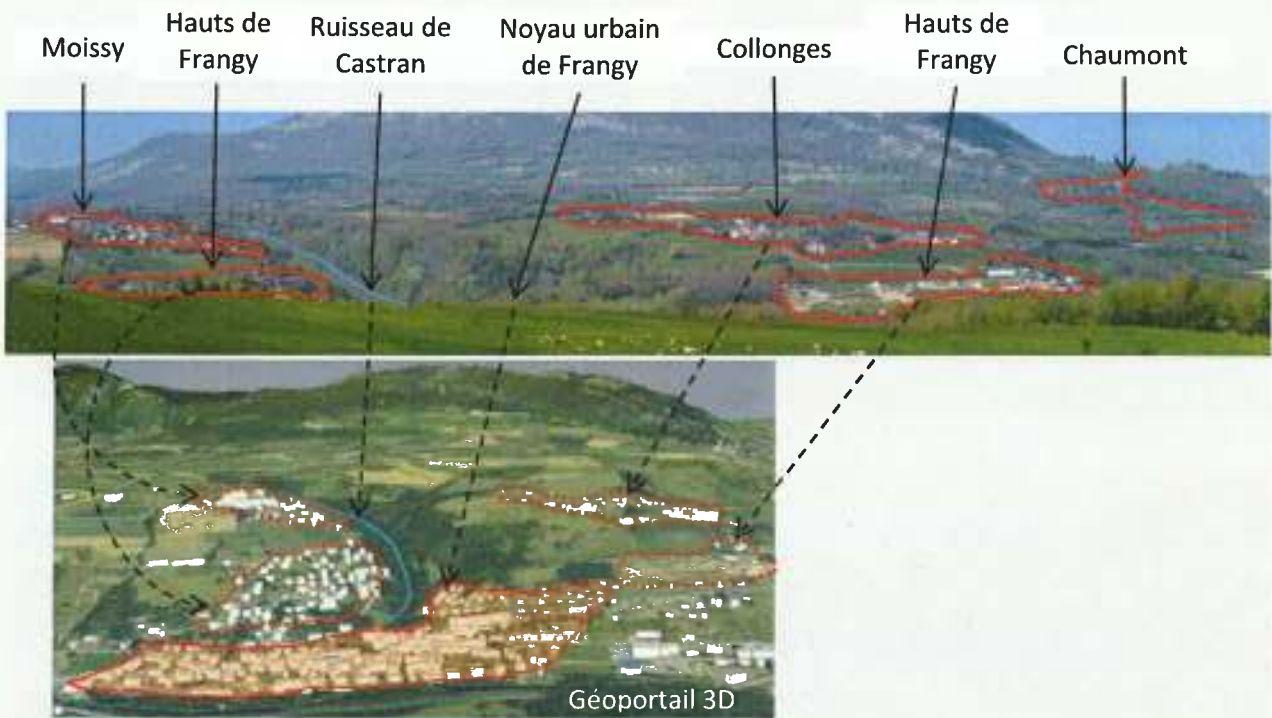 Moissy
Hauts de
Frangy
Ruisseau de
Castran
Noyau urbain
de Frangy
Collonges
Hauts de
Frangy
Chaumont
Géoportail 3D